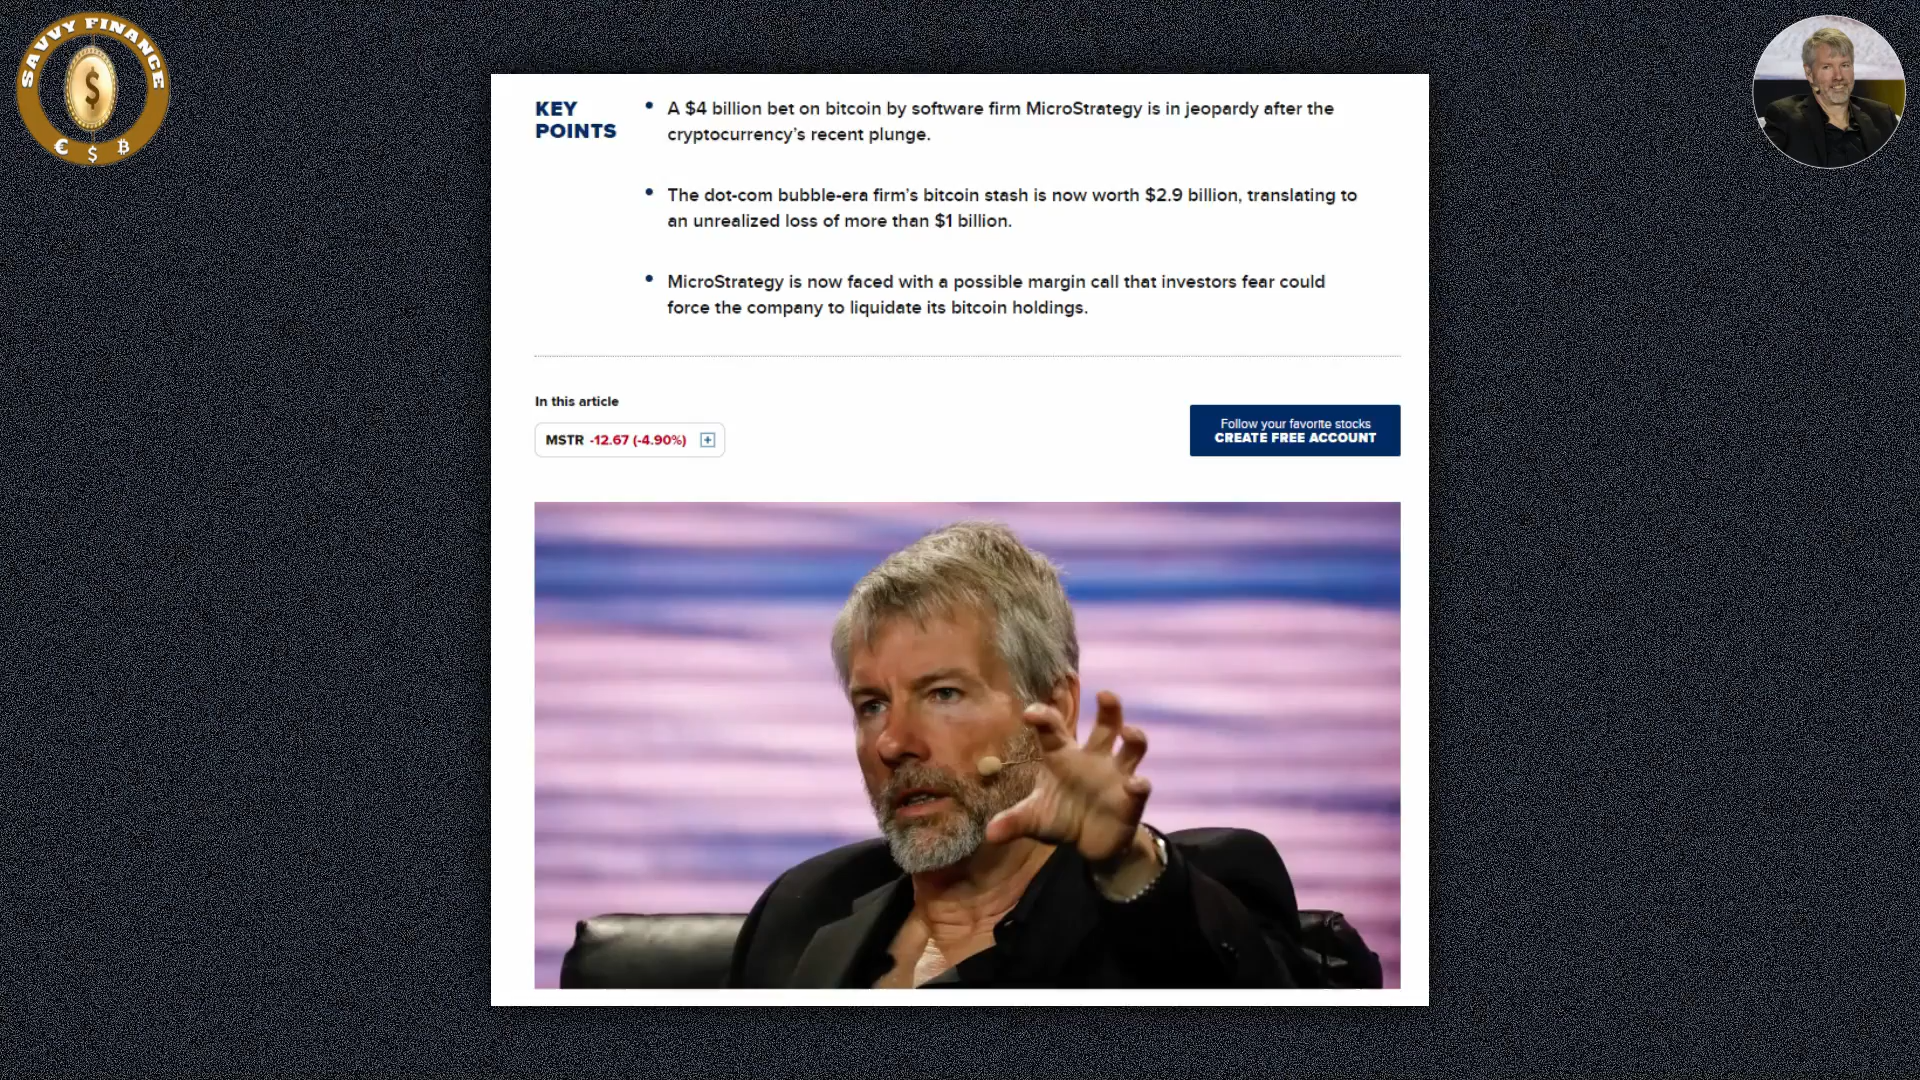 SAVVY FINANCE
$
€ $ ₿
KEY
POINTS
• A $4 billion bet on bitcoin by software firm MicroStrategy is in jeopardy after the
cryptocurrency’s recent plunge.
• The dot-com bubble-era firm’s bitcoin stash is now worth $2.9 billion, translating to
an unrealized loss of more than $1 billion.
• MicroStrategy is now faced with a possible margin call that investors fear could
force the company to liquidate its bitcoin holdings.
In this article
MSTR -12.67 (-4.90%) +
Follow your favorite stocks
CREATE FREE ACCOUNT